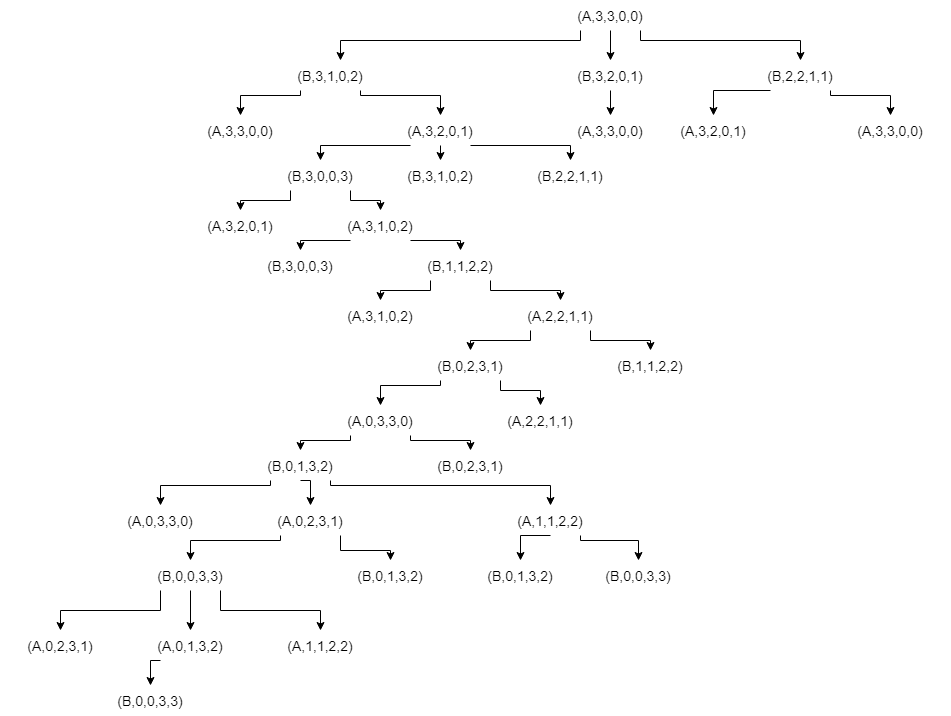 (A,3,3,0,0)
(B,3,1,0,2) (B,3,2,0,1) (B,2,2,1,1)
(A,3,3,0,0) (A,3,2,0,1) (A,3,3,0,0) (A,3,2,0,1) (A,3,3,0,0)
(B,3,0,0,3) (B,3,1,0,2) (B,2,2,1,1)
(A,3,2,0,1) (A,3,1,0,2)
(B,3,0,0,3) (B,1,1,2,2)
(A,3,1,0,2) (A,2,2,1,1)
(B,0,2,3,1) (B,1,1,2,2)
(A,0,3,3,0) (A,2,2,1,1)
(B,0,1,3,2) (B,0,2,3,1)
(A,0,3,3,0) (A,0,2,3,1) (A,1,1,2,2)
(B,0,0,3,3) (B,0,1,3,2) (B,0,1,3,2) (B,0,0,3,3)
(A,0,2,3,1) (A,0,1,3,2) (A,1,1,2,2)
(B,0,0,3,3)